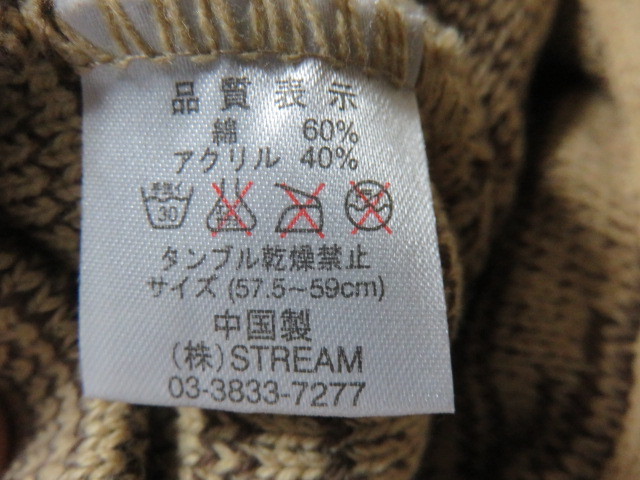 品質表示
綿 60%
アクリル 40%
30
タンブル乾燥禁止
サイズ (57.5～59cm)
中国製
(株)STREAM
03-3833-7277